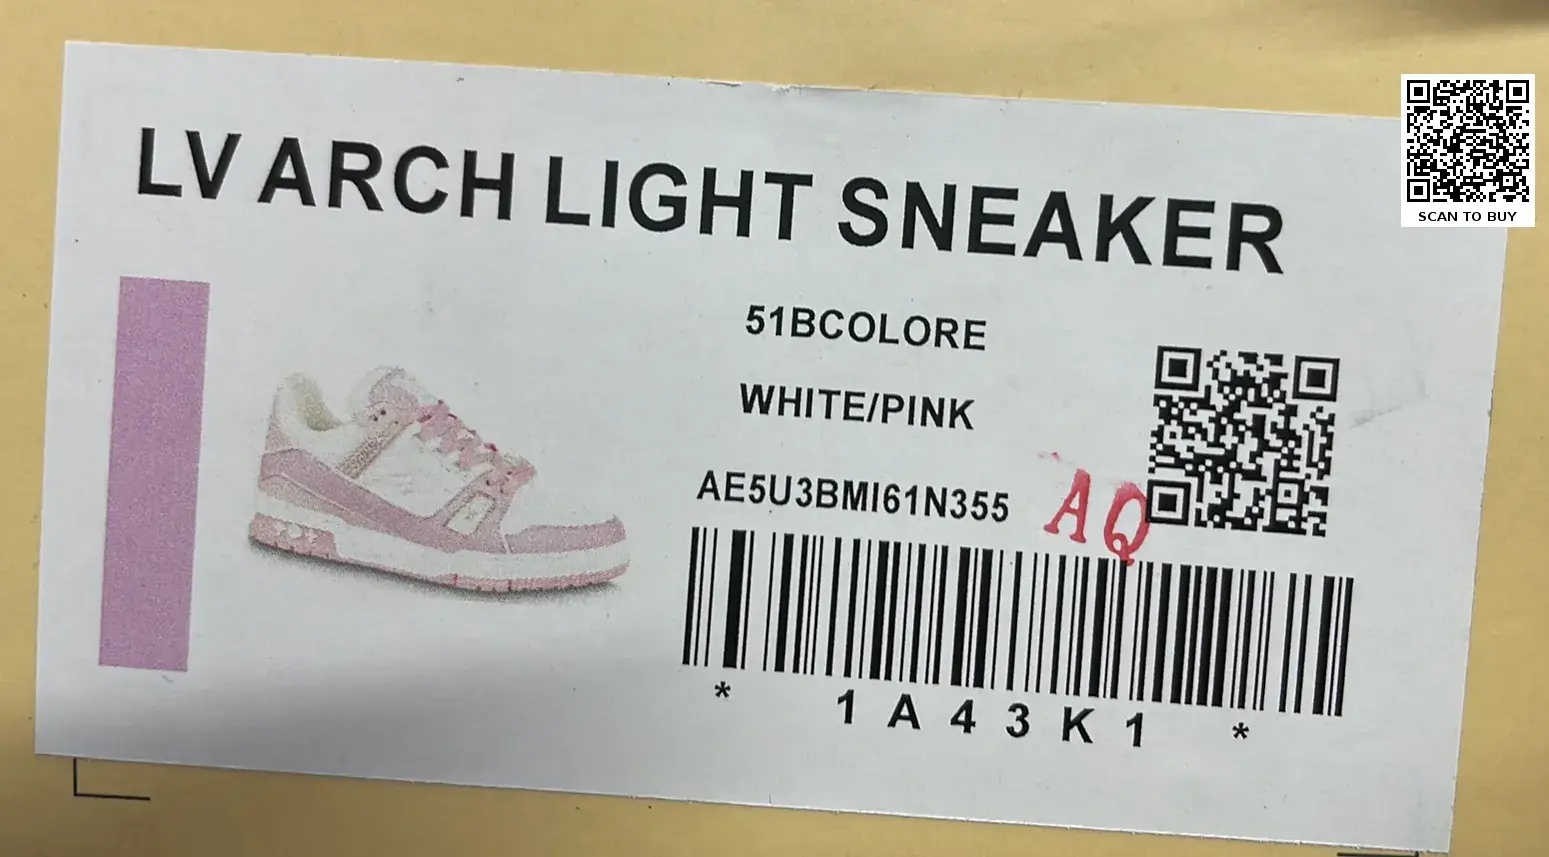 LV ARCH LIGHT SNEAKER
SCAN TO BUY
51BCOLORE
WHITE/PINK
AE5U3BMI61N355
AQ
* 1A43K1 *